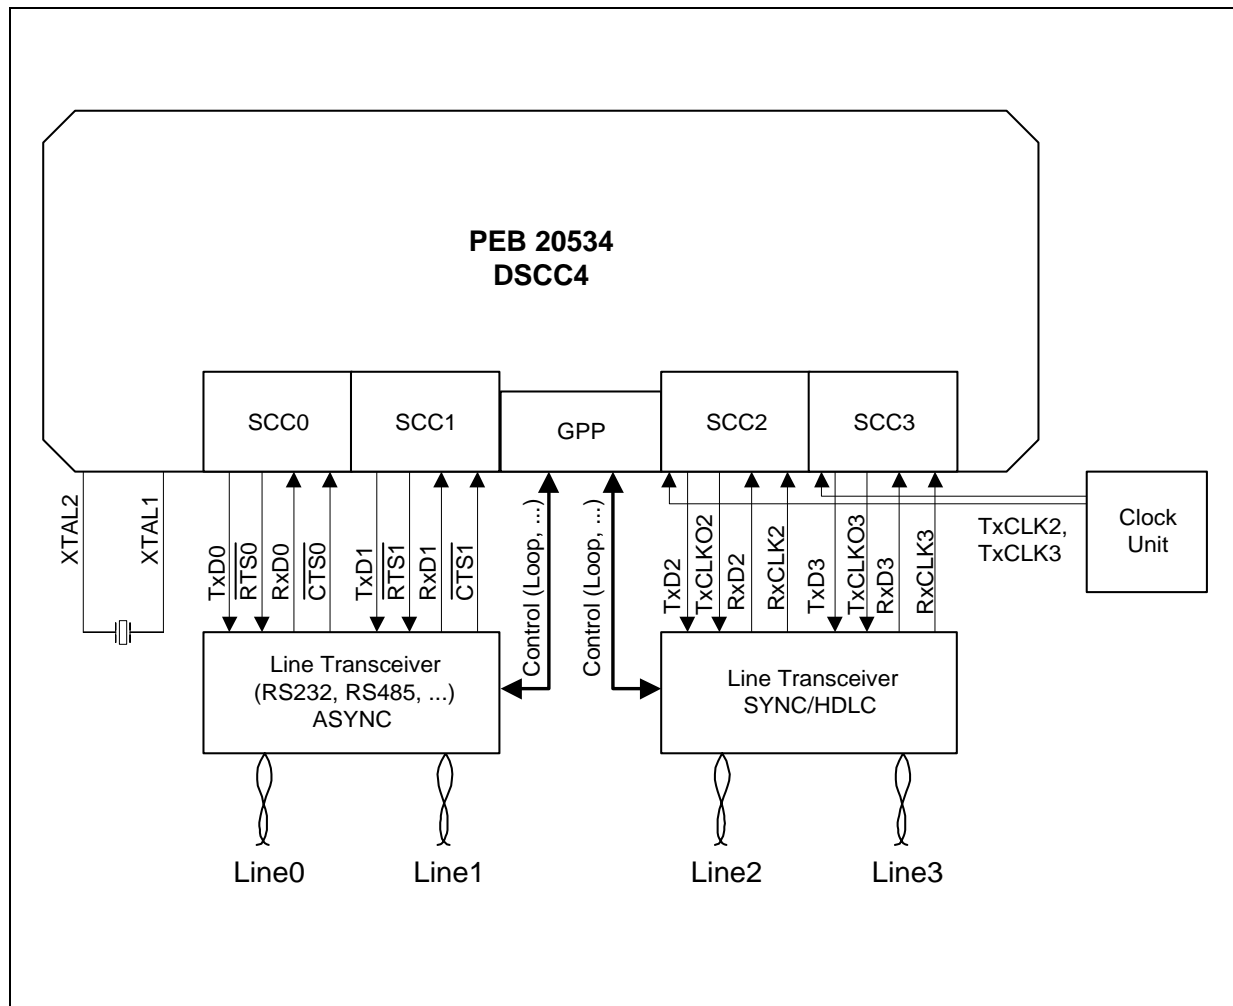 PEB 20534
DSCC4
SCC0
SCC1
GPP
SCC2
SCC3
XTAL2
XTAL1
TxD0
RTS0
RxD0
CTS0
TxD1
RTS1
RxD1
CTS1
Control (Loop, ...)
Control (Loop, ...)
TxD2
TxCLKO2
RxD2
RxCLK2
TxD3
TxCLKO3
RxD3
RxCLK3
TxCLK2,
TxCLK3
Clock
Unit
Line Transceiver
(RS232, RS485, ...)
ASYNC
Line Transceiver
SYNC/HDLC
Line0
Line1
Line2
Line3